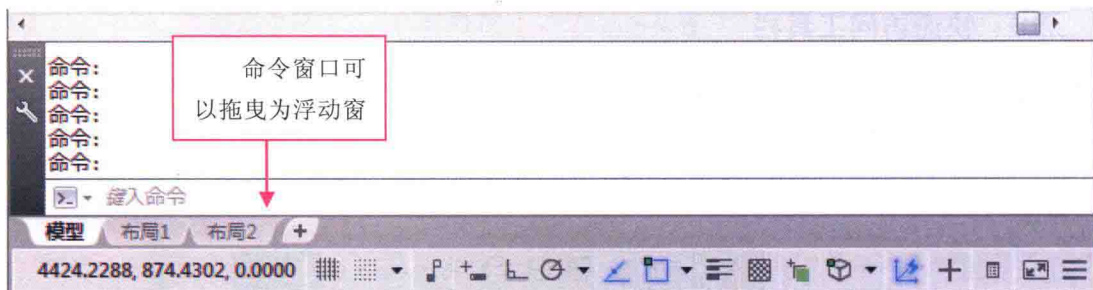 命令:
命令:
命令:
命令:
命令:
命令窗口可
以拖曳为浮动窗
键入命令
模型 布局1 布局2 +
4424.2288, 874.4302, 0.0000